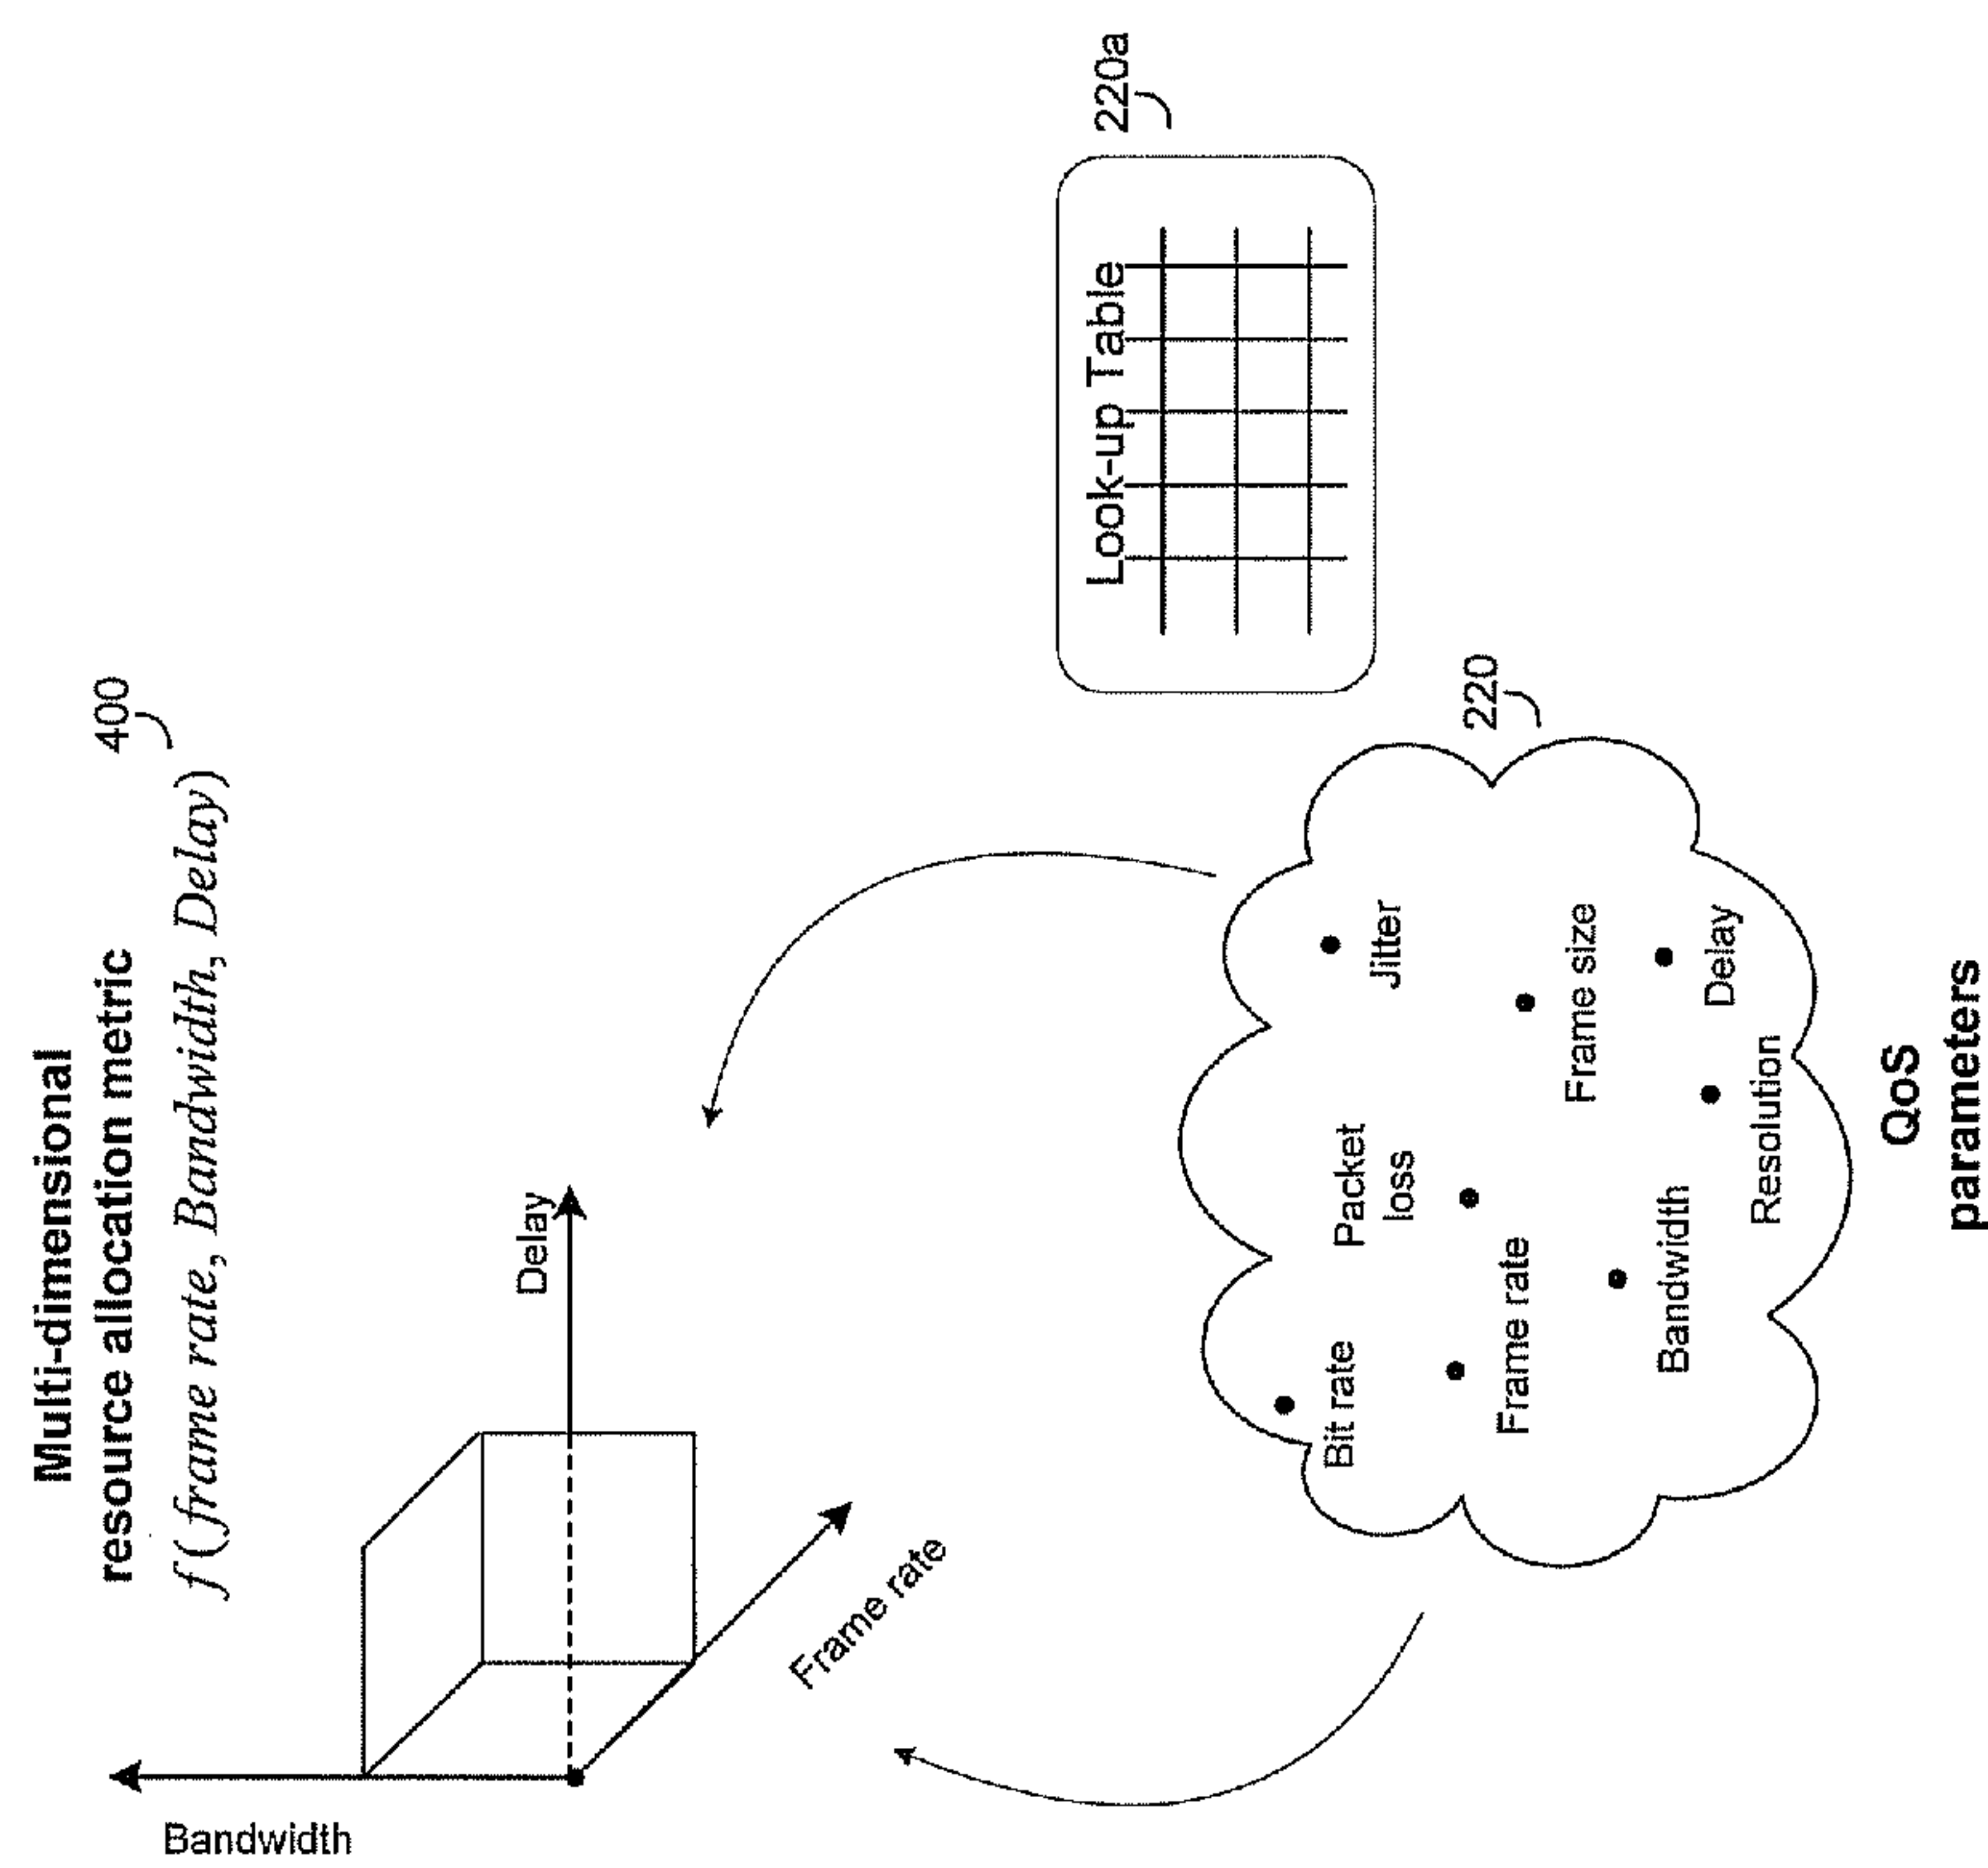 Multi-dimensional
resource allocation metric
400
f(frame rate, Bandwidth, Delay)
Bandwidth
Delay
Frame rate
220a
Look-up Table
220
Jitter
Packet
loss
Bit rate
Frame rate
Frame size
Bandwidth
Delay
Resolution
QoS
parameters